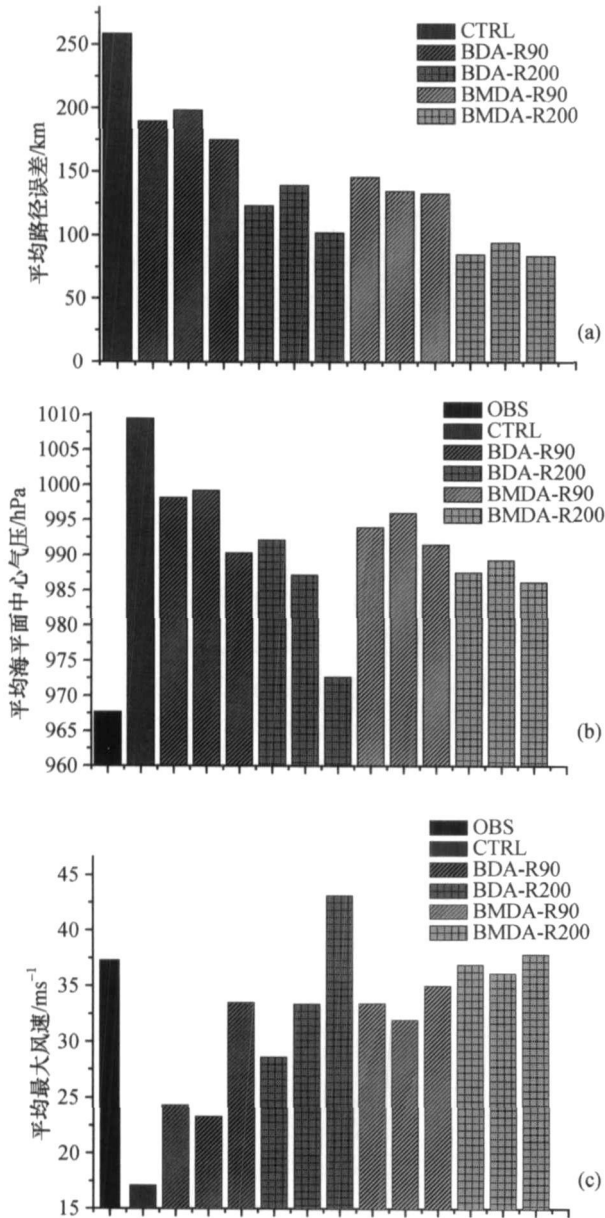 250
200
150
100
50
0
平均路径误差/km
CTRL
BDA-R90
BDA-R200
BMDA-R90
BMDA-R200
(a)
1010
1005
1000
995
990
985
980
975
970
965
960
平均海平面中心气压/hPa
OBS
CTRL
BDA-R90
BDA-R200
BMDA-R90
BMDA-R200
(b)
45
42
35
31
25
22
15
平均最大风速/ms⁻¹
OBS
CTRL
BDA-R90
BDA-R200
BMDA-R90
BMDA-R200
(c)